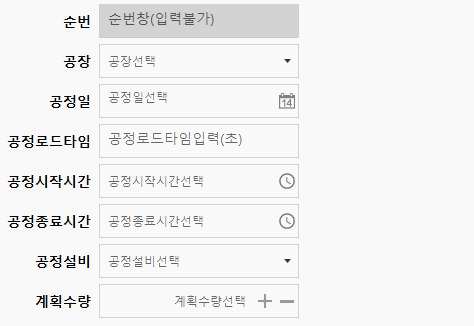 순번 순번창(입력불가)
공장 공장선택
공정일 공정일선택 14
공정로드타임 공정로드타임입력(초)
공정시작시간 공정시작시간선택
공정종료시간 공정종료시간선택
공정설비 공정설비선택
계획수량 계획수량선택